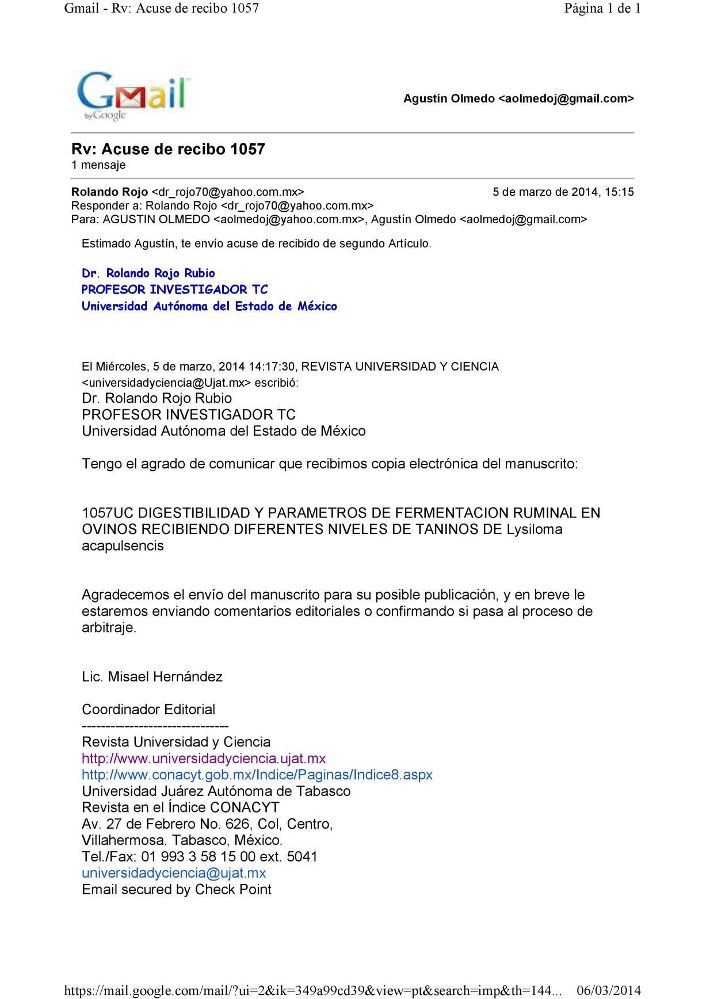 Gmail - Rv: Acuse de recibo 1057 Página 1 de 1
Gmail™
by Google
Agustín Olmedo <aolmedoj@gmail.com>
Rv: Acuse de recibo 1057
1 mensaje
Rolando Rojo <dr_rojo70@yahoo.com.mx> 5 de marzo de 2014, 15:15
Responder a: Rolando Rojo <dr_rojo70@yahoo.com.mx>
Para: AGUSTIN OLMEDO <aolmedoj@yahoo.com.mx>, Agustín Olmedo <aolmedoj@gmail.com>
Estimado Agustín, te envío acuse de recibido de segundo Artículo.
Dr. Rolando Rojo Rubio
PROFESOR INVESTIGADOR TC
Universidad Autónoma del Estado de México
El Miércoles, 5 de marzo, 2014 14:17:30, REVISTA UNIVERSIDAD Y CIENCIA
<universidadyciencia@Ujat.mx> escribió:
Dr. Rolando Rojo Rubio
PROFESOR INVESTIGADOR TC
Universidad Autónoma del Estado de México
Tengo el agrado de comunicar que recibimos copia electrónica del manuscrito:
1057UC DIGESTIBILIDAD Y PARAMETROS DE FERMENTACION RUMINAL EN
OVINOS RECIBIENDO DIFERENTES NIVELES DE TANINOS DE Lysiloma
acapulsencis
Agradecemos el envío del manuscrito para su posible publicación, y en breve le
estaremos enviando comentarios editoriales o confirmando si pasa al proceso de
arbitraje.
Lic. Misael Hernández
Coordinador Editorial
-------------------------------
Revista Universidad y Ciencia
http://www.universidadyciencia.ujat.mx
http://www.conacyt.gob.mx/Indice/Paginas/Indice8.aspx
Universidad Juárez Autónoma de Tabasco
Revista en el Índice CONACYT
Av. 27 de Febrero No. 626, Col, Centro,
Villahermosa. Tabasco, México.
Tel./Fax: 01 993 3 58 15 00 ext. 5041
universidadyciencia@ujat.mx
Email secured by Check Point
https://mail.google.com/mail/?ui=2&ik=349a99cd39&view=pt&search=imp&th=144... 06/03/2014